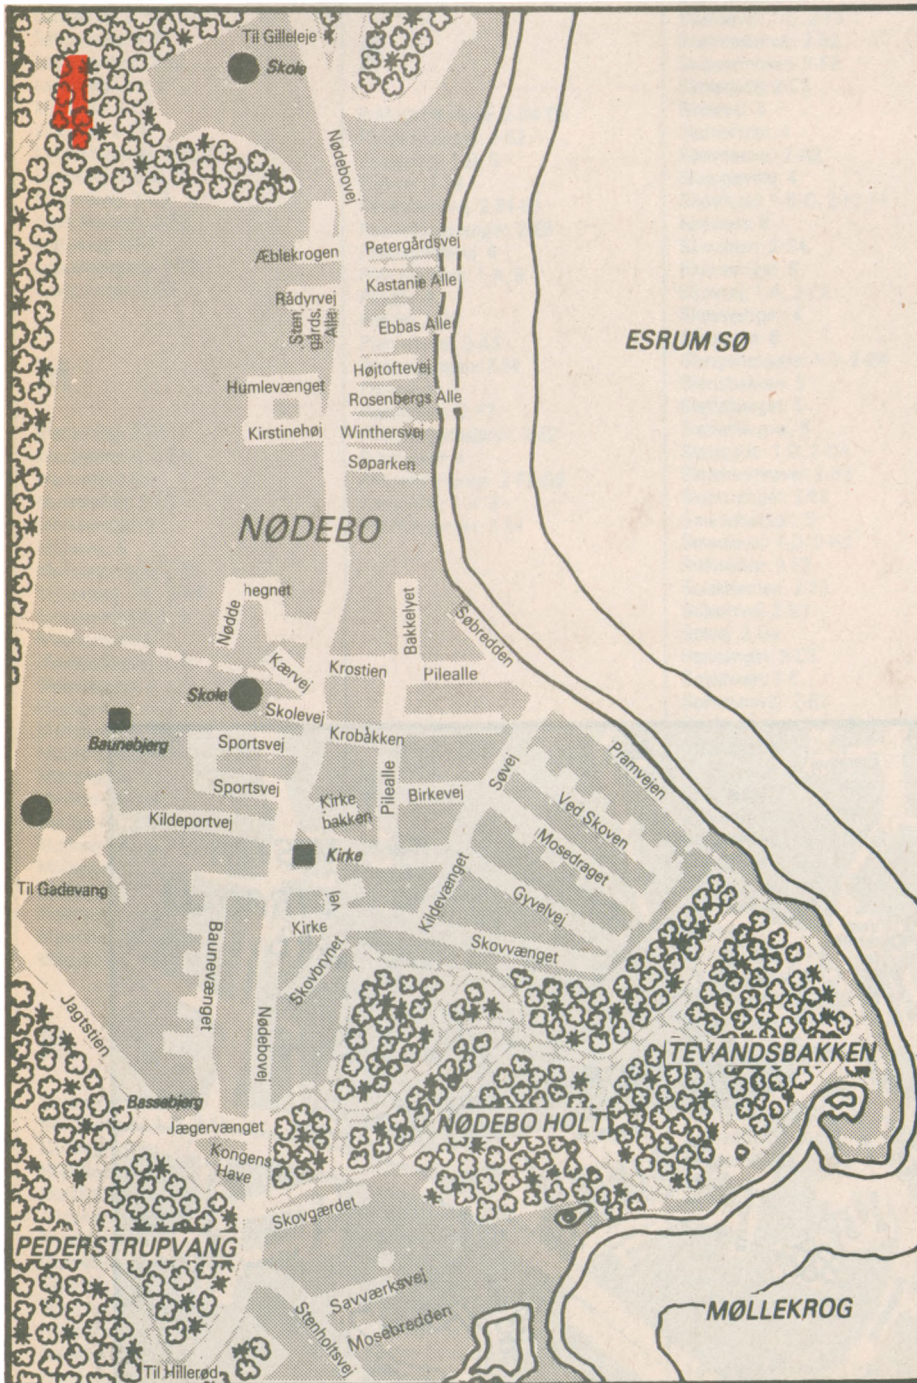 Til Gilleleje
Skole
Nødebovej
Æblekrogen
Petergårdsvej
Kastanie Alle
Rådyrvej
Sten
gårds.
Alle
Ebbas Alle
ESRUM SØ
Højtoftevej
Humlevænget
Rosenbergs Alle
Kirstinehøj
Winthersvej
Søparken
NØDEBO
Nødde
hegnet
Bakkelyet
Søbredden
Kærvej
Krostien
Pilealle
Skole
Skolevej
Krobakken
Baunebjerg
Sportsvej
Pramvejen
Sportsvej
Kirke
bakken
Pilealle
Birkevej
Søvej
Ved Skoven
Kildeportvej
Mosedraget
Kirke
Til Gadevang
Kildevænget
Gyvelvej
Kirke
vej
Skovvænget
Baunevænget
Skovbrynet
Jagtstien
Nødebovej
TEVANDSBAKKEN
Bassebjerg
Jægervænget
NØDEBO HOLT
Kongens
Have
Skovgærdet
PEDERSTRUPVANG
Savværksvej
Stenholtsvej
Mosebredden
MØLLEKROG
Til Hillerød